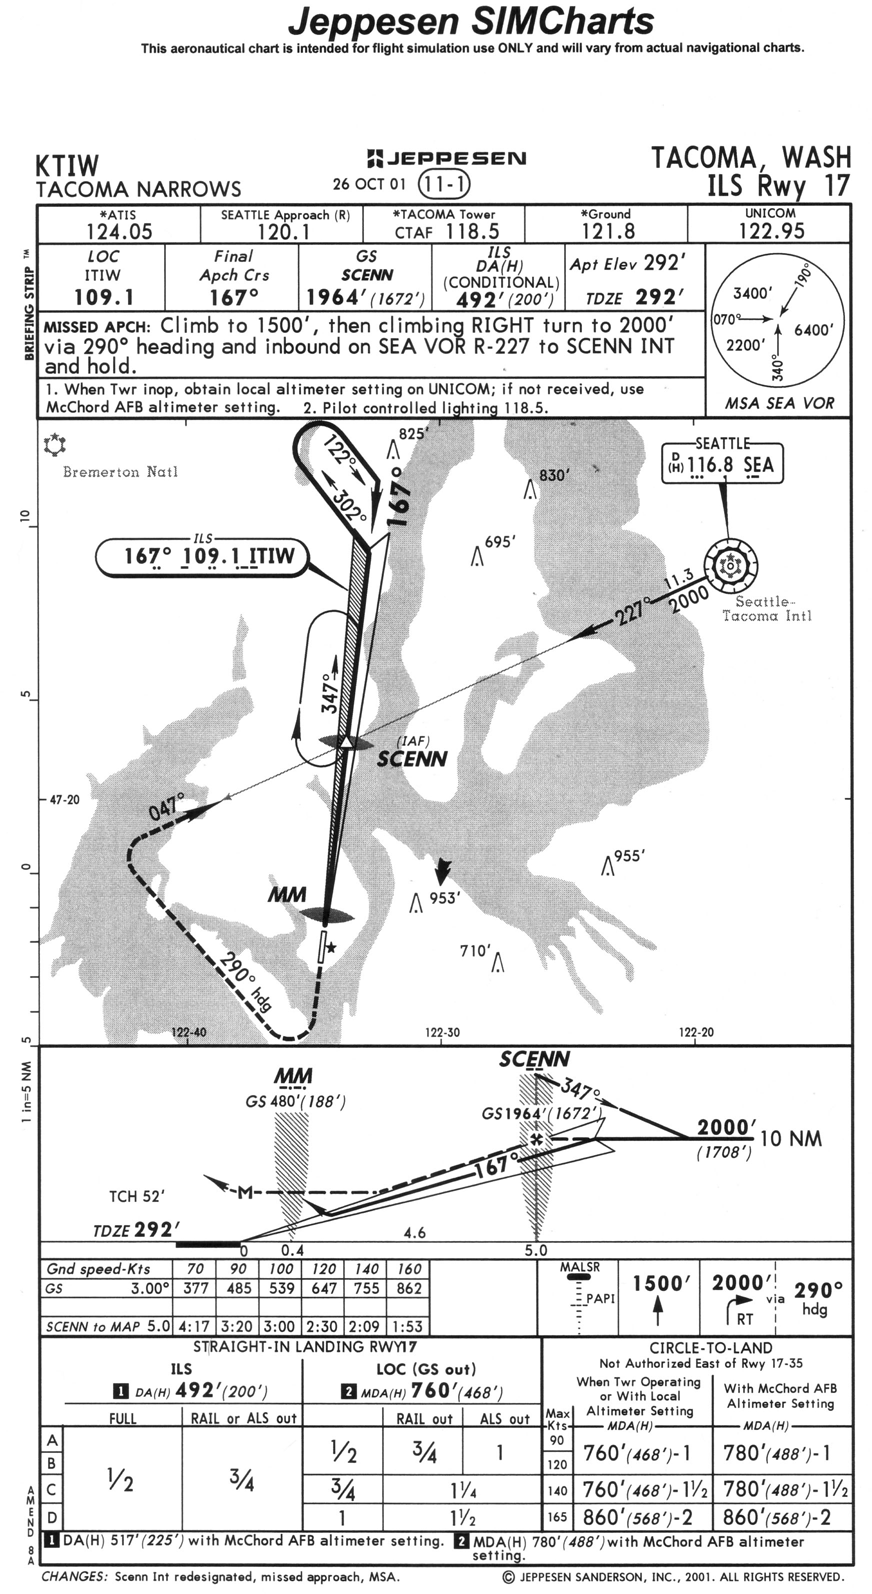 Jeppesen SIMCharts
This aeronautical chart is intended for flight simulation use ONLY and will vary from actual navigational charts.
KTIW
TACOMA NARROWS
JEPPESEN
26 OCT 01 11-1
TACOMA, WASH
ILS Rwy 17
BRIEFING STRIP TM
*ATIS
124.05
SEATTLE Approach (R)
120.1
*TACOMA Tower
CTAF 118.5
*Ground
121.8
UNICOM
122.95
LOC
ITIW
109.1
Final
Apch Crs
167°
GS
SCENN
1964' (1672')
ILS
DA(H)
(CONDITIONAL)
492' (200')
Apt Elev 292'
TDZE 292'
MISSED APCH: Climb to 1500', then climbing RIGHT turn to 2000'
via 290° heading and inbound on SEA VOR R-227 to SCENN INT
and hold.
1. When Twr inop, obtain local altimeter setting on UNICOM; if not received, use
McChord AFB altimeter setting. 2. Pilot controlled lighting 118.5.
190°
3400'
070°
6400'
2200'
340°
MSA SEA VOR
Bremerton Natl
122°
302°
167°
825'
830'
695'
SEATTLE
D
(H) 116.8 SEA
ILS
167° 109.1 ITIW
11.3
227°
2000
Seattle-
Tacoma Intl
347°
(IAF)
SCENN
10
5
0
5
1 in=5 NM
47-20
047°
MM
953'
955'
710'
290° hdg
122-40
122-30
122-20
MM
GS 480' (188')
SCENN
GS 1964' (1672')
347°
2000'
(1708')
10 NM
167°
M
TCH 52'
TDZE 292'
4.6
0
0.4
5.0
Gnd speed-Kts 70 90 100 120 140 160
GS 3.00° 377 485 539 647 755 862
SCENN to MAP 5.0 4:17 3:20 3:00 2:30 2:09 1:53
MALSR
PAPI
1500'
2000'
RT
via
290°
hdg
STRAIGHT-IN LANDING RWY17
ILS
1 DA(H) 492' (200')
LOC (GS out)
2 MDA(H) 760' (468')
CIRCLE-TO-LAND
Not Authorized East of Rwy 17-35
When Twr Operating
or With Local
Altimeter Setting
With McChord AFB
Altimeter Setting
FULL
RAIL or ALS out
RAIL out
ALS out
Max
Kts
MDA(H)
MDA(H)
A
B
C
D
1/2
3/4
1/2
3/4
1
3/4
1 1/4
1
1 1/2
90
120
760' (468')-1
780' (488')-1
140
760' (468')-1 1/2
780' (488')-1 1/2
165
860' (568')-2
860' (568')-2
AMEND 8A
1 DA(H) 517' (225') with McChord AFB altimeter setting. 2 MDA(H) 780' (488') with McChord AFB altimeter
setting.
CHANGES: Scenn Int redesignated, missed approach, MSA.
© JEPPESEN SANDERSON, INC., 2001. ALL RIGHTS RESERVED.